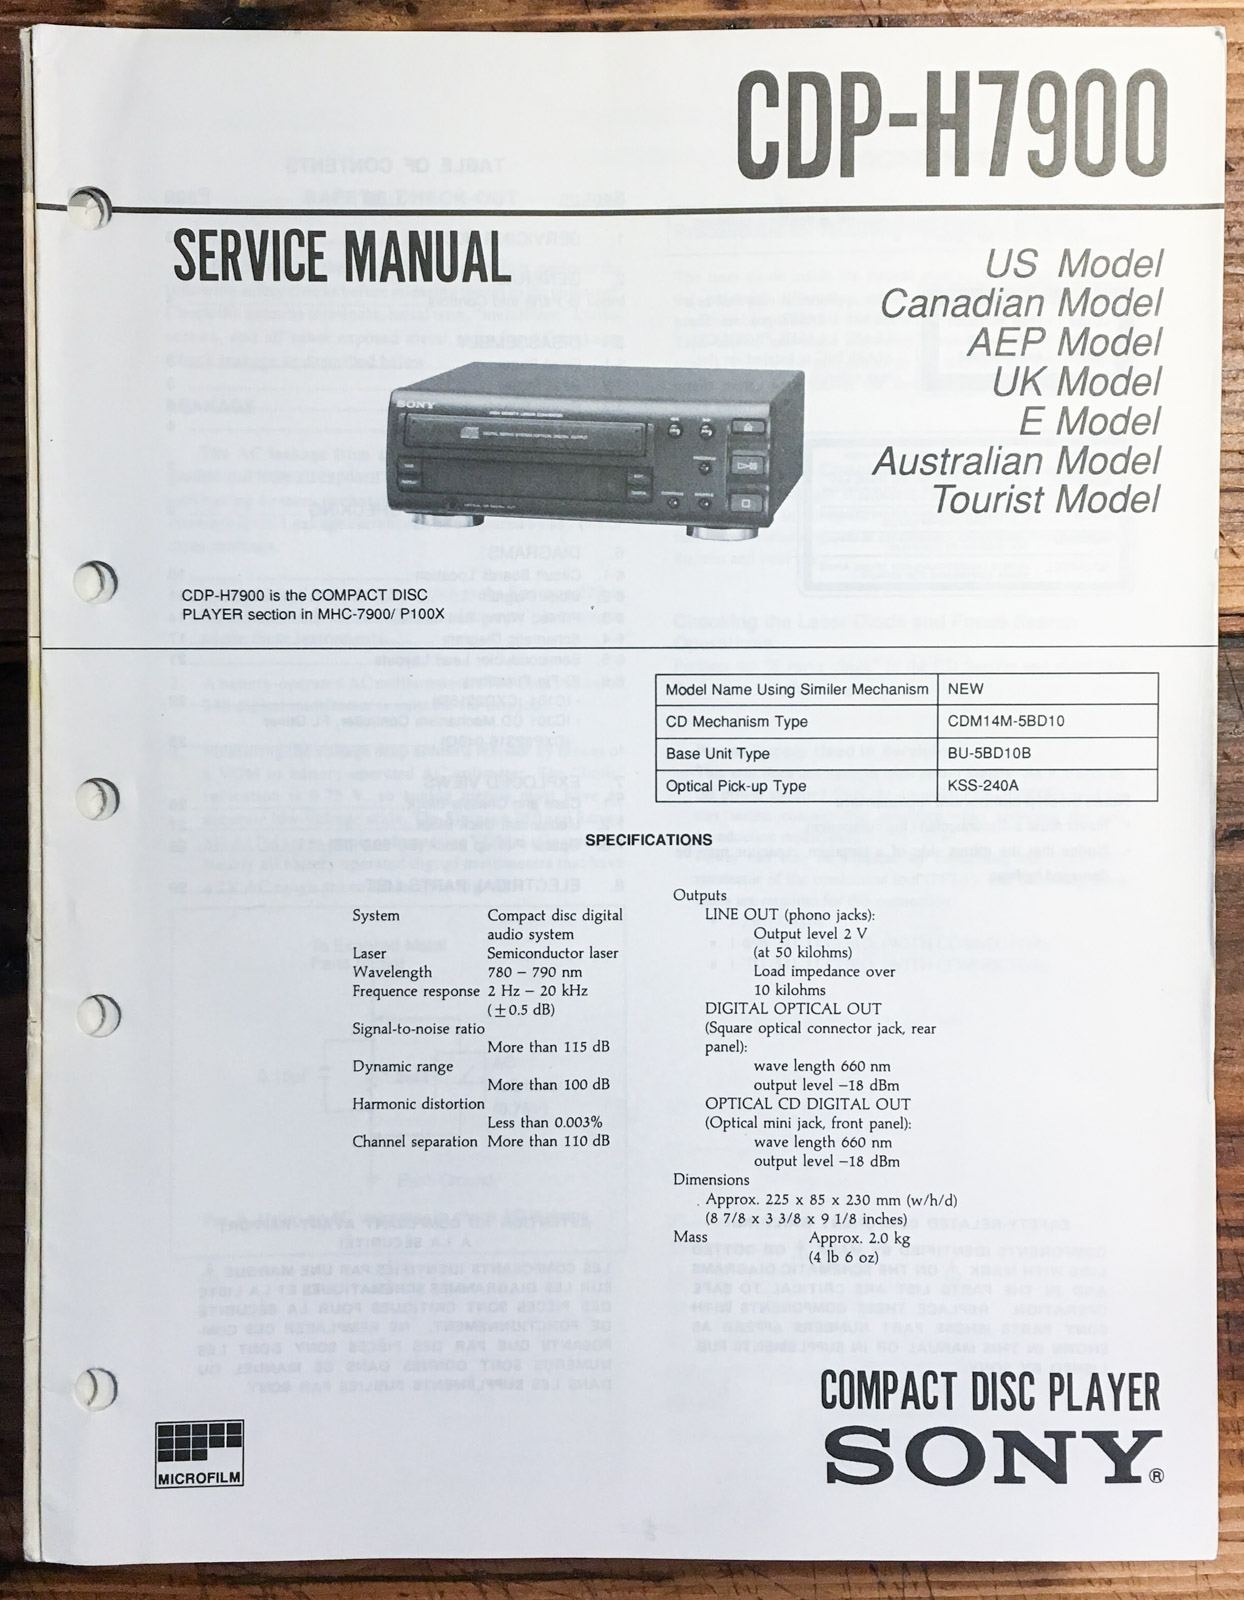 CDP-H7900
SERVICE MANUAL
US Model
Canadian Model
AEP Model
UK Model
E Model
Australian Model
Tourist Model
SONY
CDP-H7900 is the COMPACT DISC
PLAYER section in MHC-7900/ P100X
Model Name Using Similer Mechanism NEW
CD Mechanism Type CDM14M-5BD10
Base Unit Type BU-5BD10B
Optical Pick-up Type KSS-240A
SPECIFICATIONS
System Compact disc digital
audio system
Laser Semiconductor laser
Wavelength 780 – 790 nm
Frequence response 2 Hz – 20 kHz
(±0.5 dB)
Signal-to-noise ratio
More than 115 dB
Dynamic range
More than 100 dB
Harmonic distortion
Less than 0.003%
Channel separation More than 110 dB
Outputs
LINE OUT (phono jacks):
Output level 2 V
(at 50 kilohms)
Load impedance over
10 kilohms
DIGITAL OPTICAL OUT
(Square optical connector jack, rear
panel):
wave length 660 nm
output level –18 dBm
OPTICAL CD DIGITAL OUT
(Optical mini jack, front panel):
wave length 660 nm
output level –18 dBm
Dimensions
Approx. 225 x 85 x 230 mm (w/h/d)
(8 7/8 x 3 3/8 x 9 1/8 inches)
Mass Approx. 2.0 kg
(4 lb 6 oz)
MICROFILM
COMPACT DISC PLAYER
SONY®